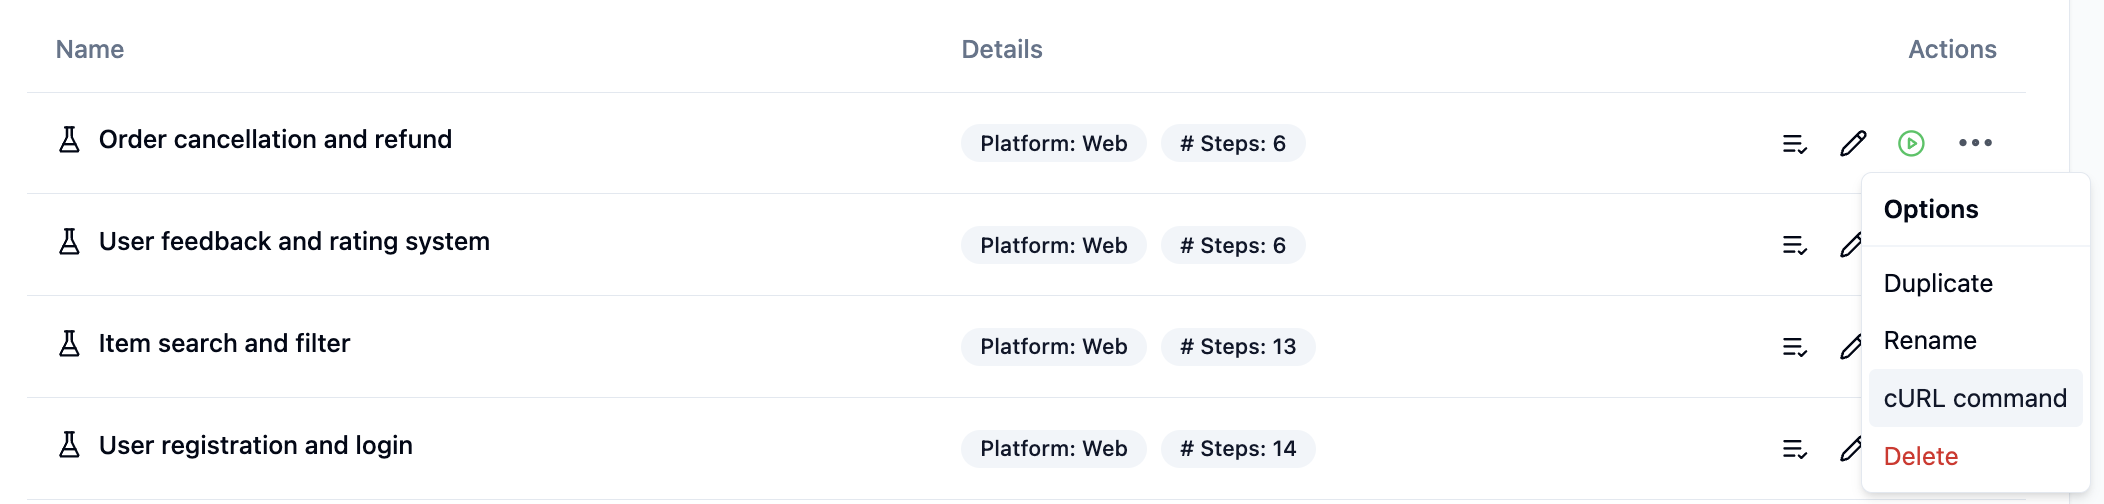 Name Details Actions
Order cancellation and refund Platform: Web # Steps: 6
Options
User feedback and rating system Platform: Web # Steps: 6
Duplicate
Rename
Item search and filter Platform: Web # Steps: 13
cURL command
User registration and login Platform: Web # Steps: 14
Delete